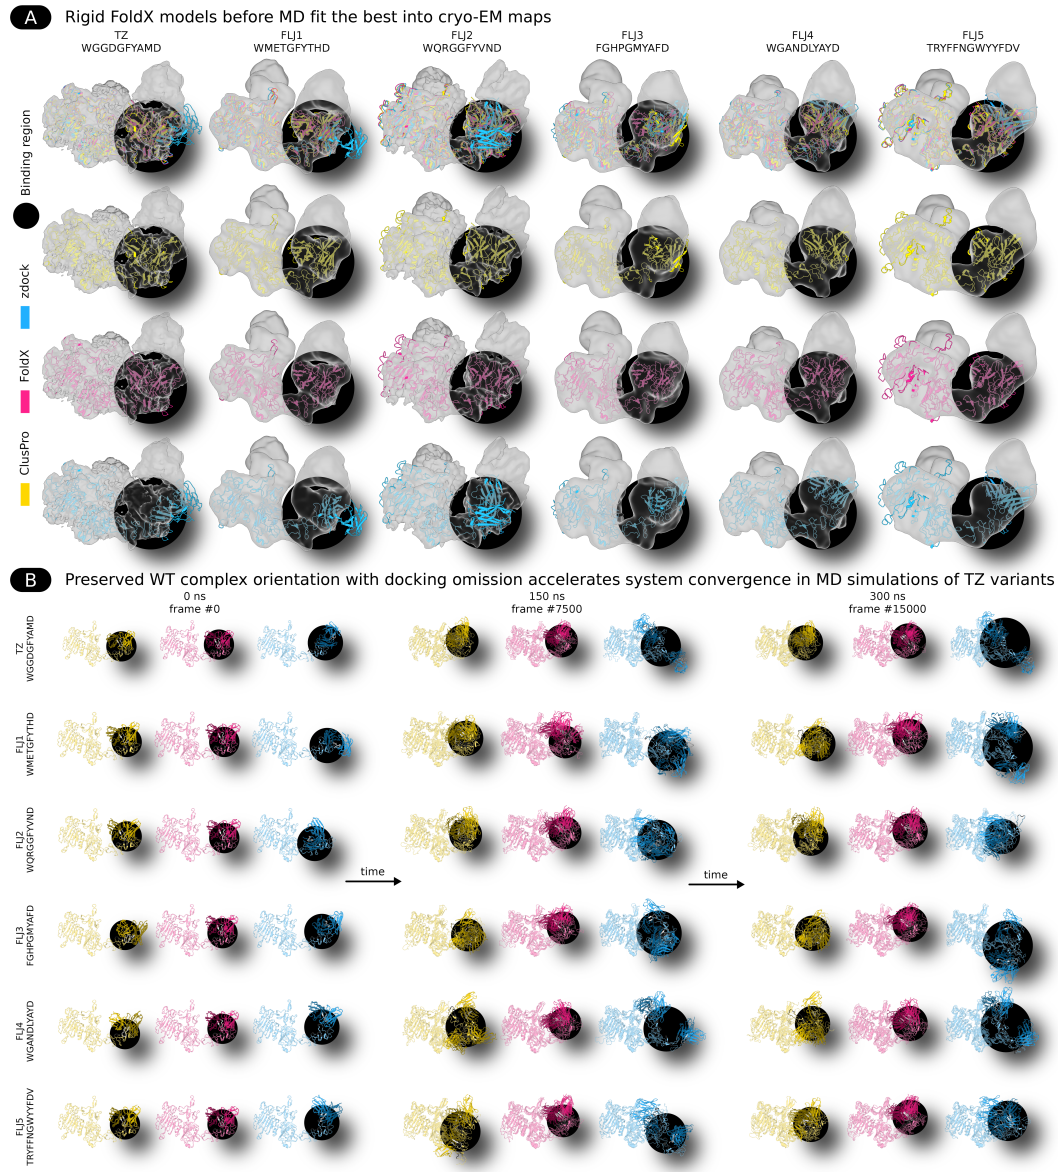 A Rigid FoldX models before MD fit the best into cryo-EM maps
TZ
WGGDGFYAMD
FLJ1
WMETGFYTHD
FLJ2
WQRGGFYVND
FLJ3
FGHPGMYAFD
FLJ4
WGANDLYAYD
FLJ5
TRYFFNGWYYFDV
Binding region
zdock
FoldX
ClusPro
B Preserved WT complex orientation with docking omission accelerates system convergence in MD simulations of TZ variants
0 ns
frame #0
150 ns
frame #7500
300 ns
frame #15000
TZ
WGGDGFYAMD
FLJ1
WMETGFYTHD
FLJ2
WQRGGFYVND
time
time
FLJ3
FGHPGMYAFD
FLJ4
WGANDLYAYD
FLJ5
TRYFFNGWYYFDV